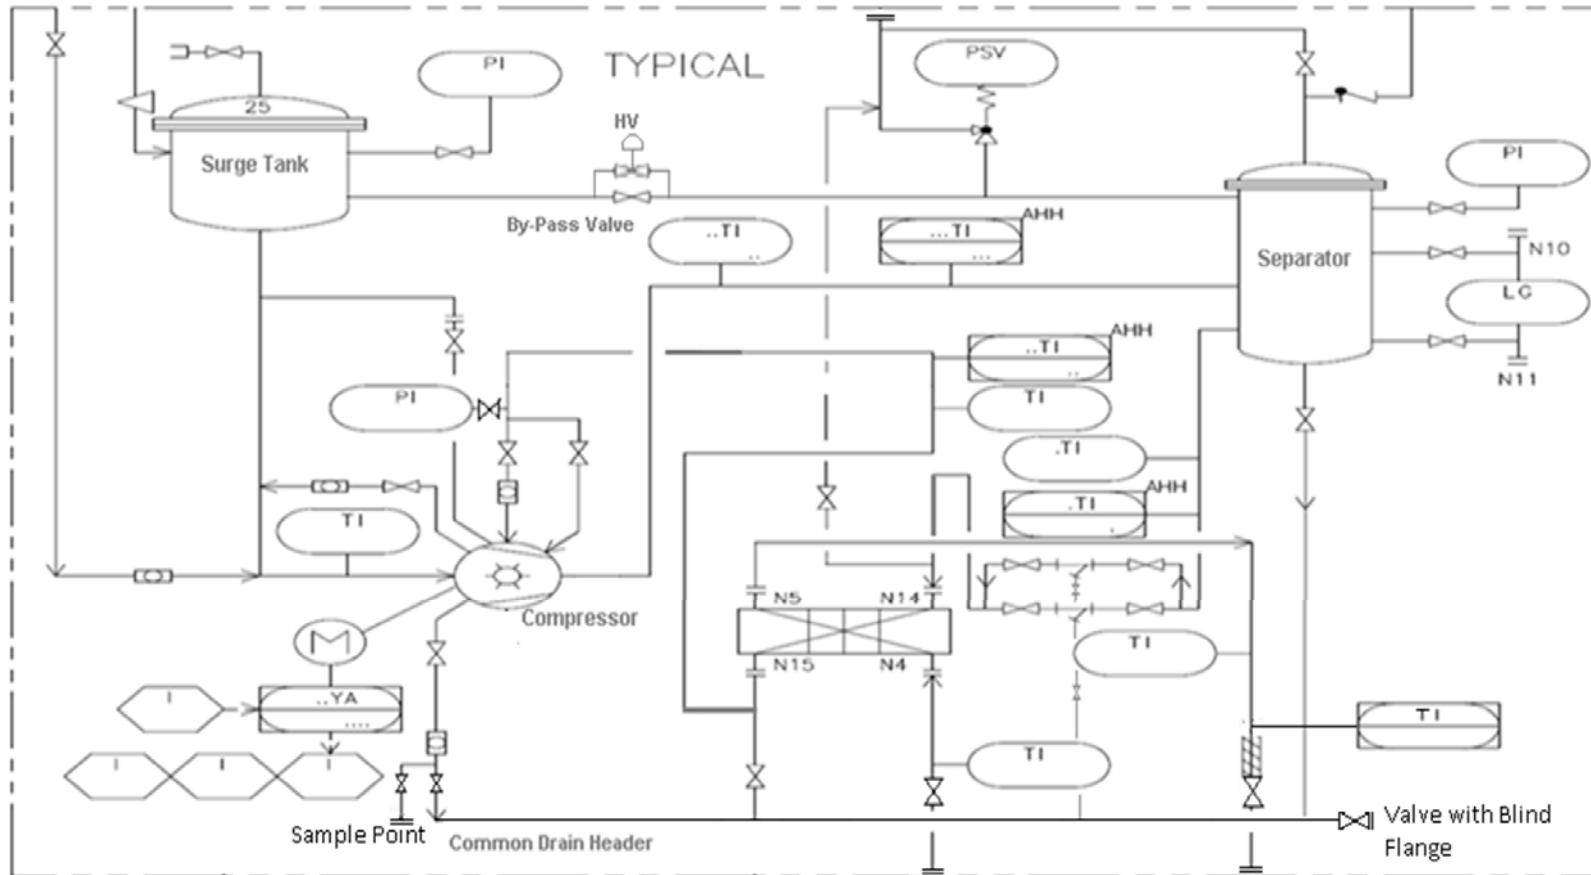 TYPICAL
PI
PSV
25
HV
Surge Tank
PI
By-Pass Valve
..TI
..
AHH
...TI
...
Separator
N10
LG
N11
AHH
..TI
..
PI
TI
.TI
AHH
.TI
.
TI
Compressor
N5
N14
N15
N4
TI
M
I
..YA
....
TI
TI
I
I
I
Sample Point
Common Drain Header
Valve with Blind
Flange